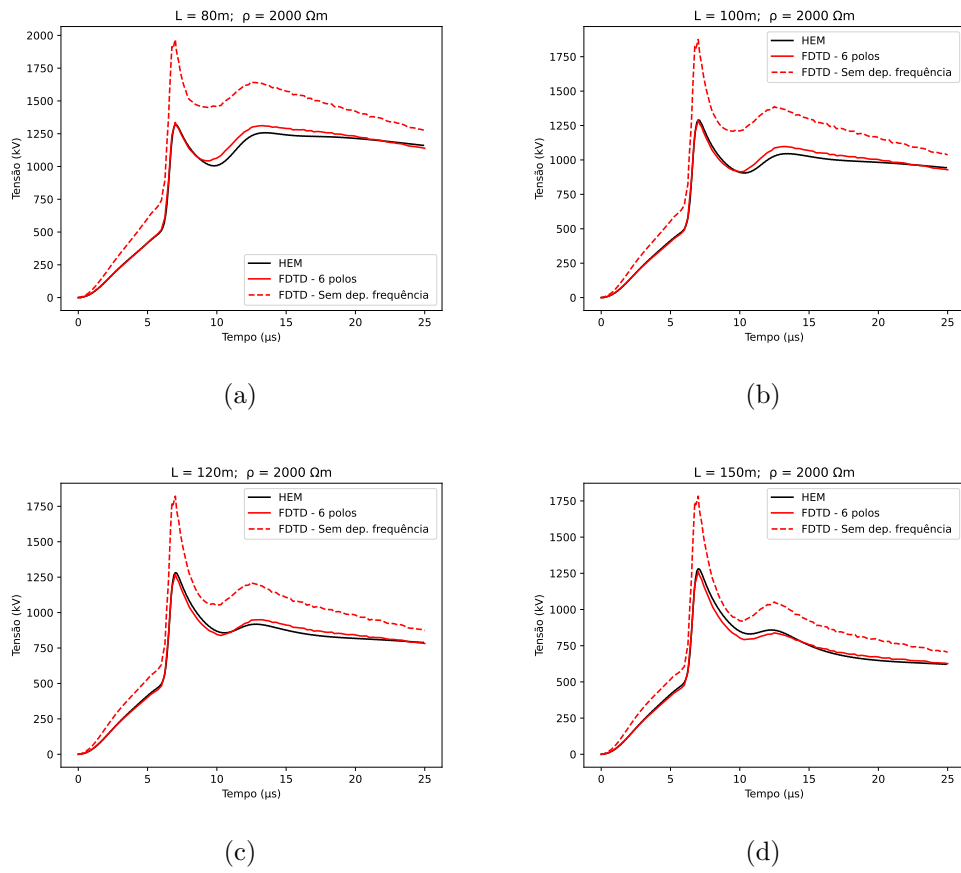 L = 80m;  ρ = 2000 Ωm
Tensão (kV)
2000
1750
1500
1250
1000
750
500
250
0
HEM
FDTD - 6 polos
FDTD - Sem dep. frequência
0 5 10 15 20 25
Tempo (μs)
(a)
L = 100m;  ρ = 2000 Ωm
Tensão (kV)
1750
1500
1250
1000
750
500
250
0
HEM
FDTD - 6 polos
FDTD - Sem dep. frequência
0 5 10 15 20 25
Tempo (μs)
(b)
L = 120m;  ρ = 2000 Ωm
Tensão (kV)
1750
1500
1250
1000
750
500
250
0
HEM
FDTD - 6 polos
FDTD - Sem dep. frequência
0 5 10 15 20 25
Tempo (μs)
(c)
L = 150m;  ρ = 2000 Ωm
Tensão (kV)
1750
1500
1250
1000
750
500
250
0
HEM
FDTD - 6 polos
FDTD - Sem dep. frequência
0 5 10 15 20 25
Tempo (μs)
(d)